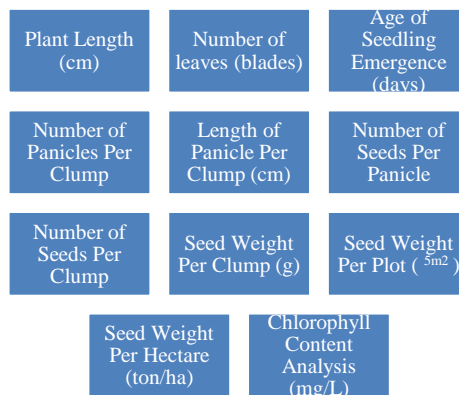 Plant Length
(cm)
Number of
leaves (blades)
Age of
Seedling
Emergence
(days)
Number of
Panicles Per
Clump
Length of
Panicle Per
Clump (cm)
Number of
Seeds Per
Panicle
Number of
Seeds Per
Clump
Seed Weight
Per Clump (g)
Seed Weight
Per Plot ( 5m2 )
Seed Weight
Per Hectare
(ton/ha)
Chlorophyll
Content
Analysis
(mg/L)